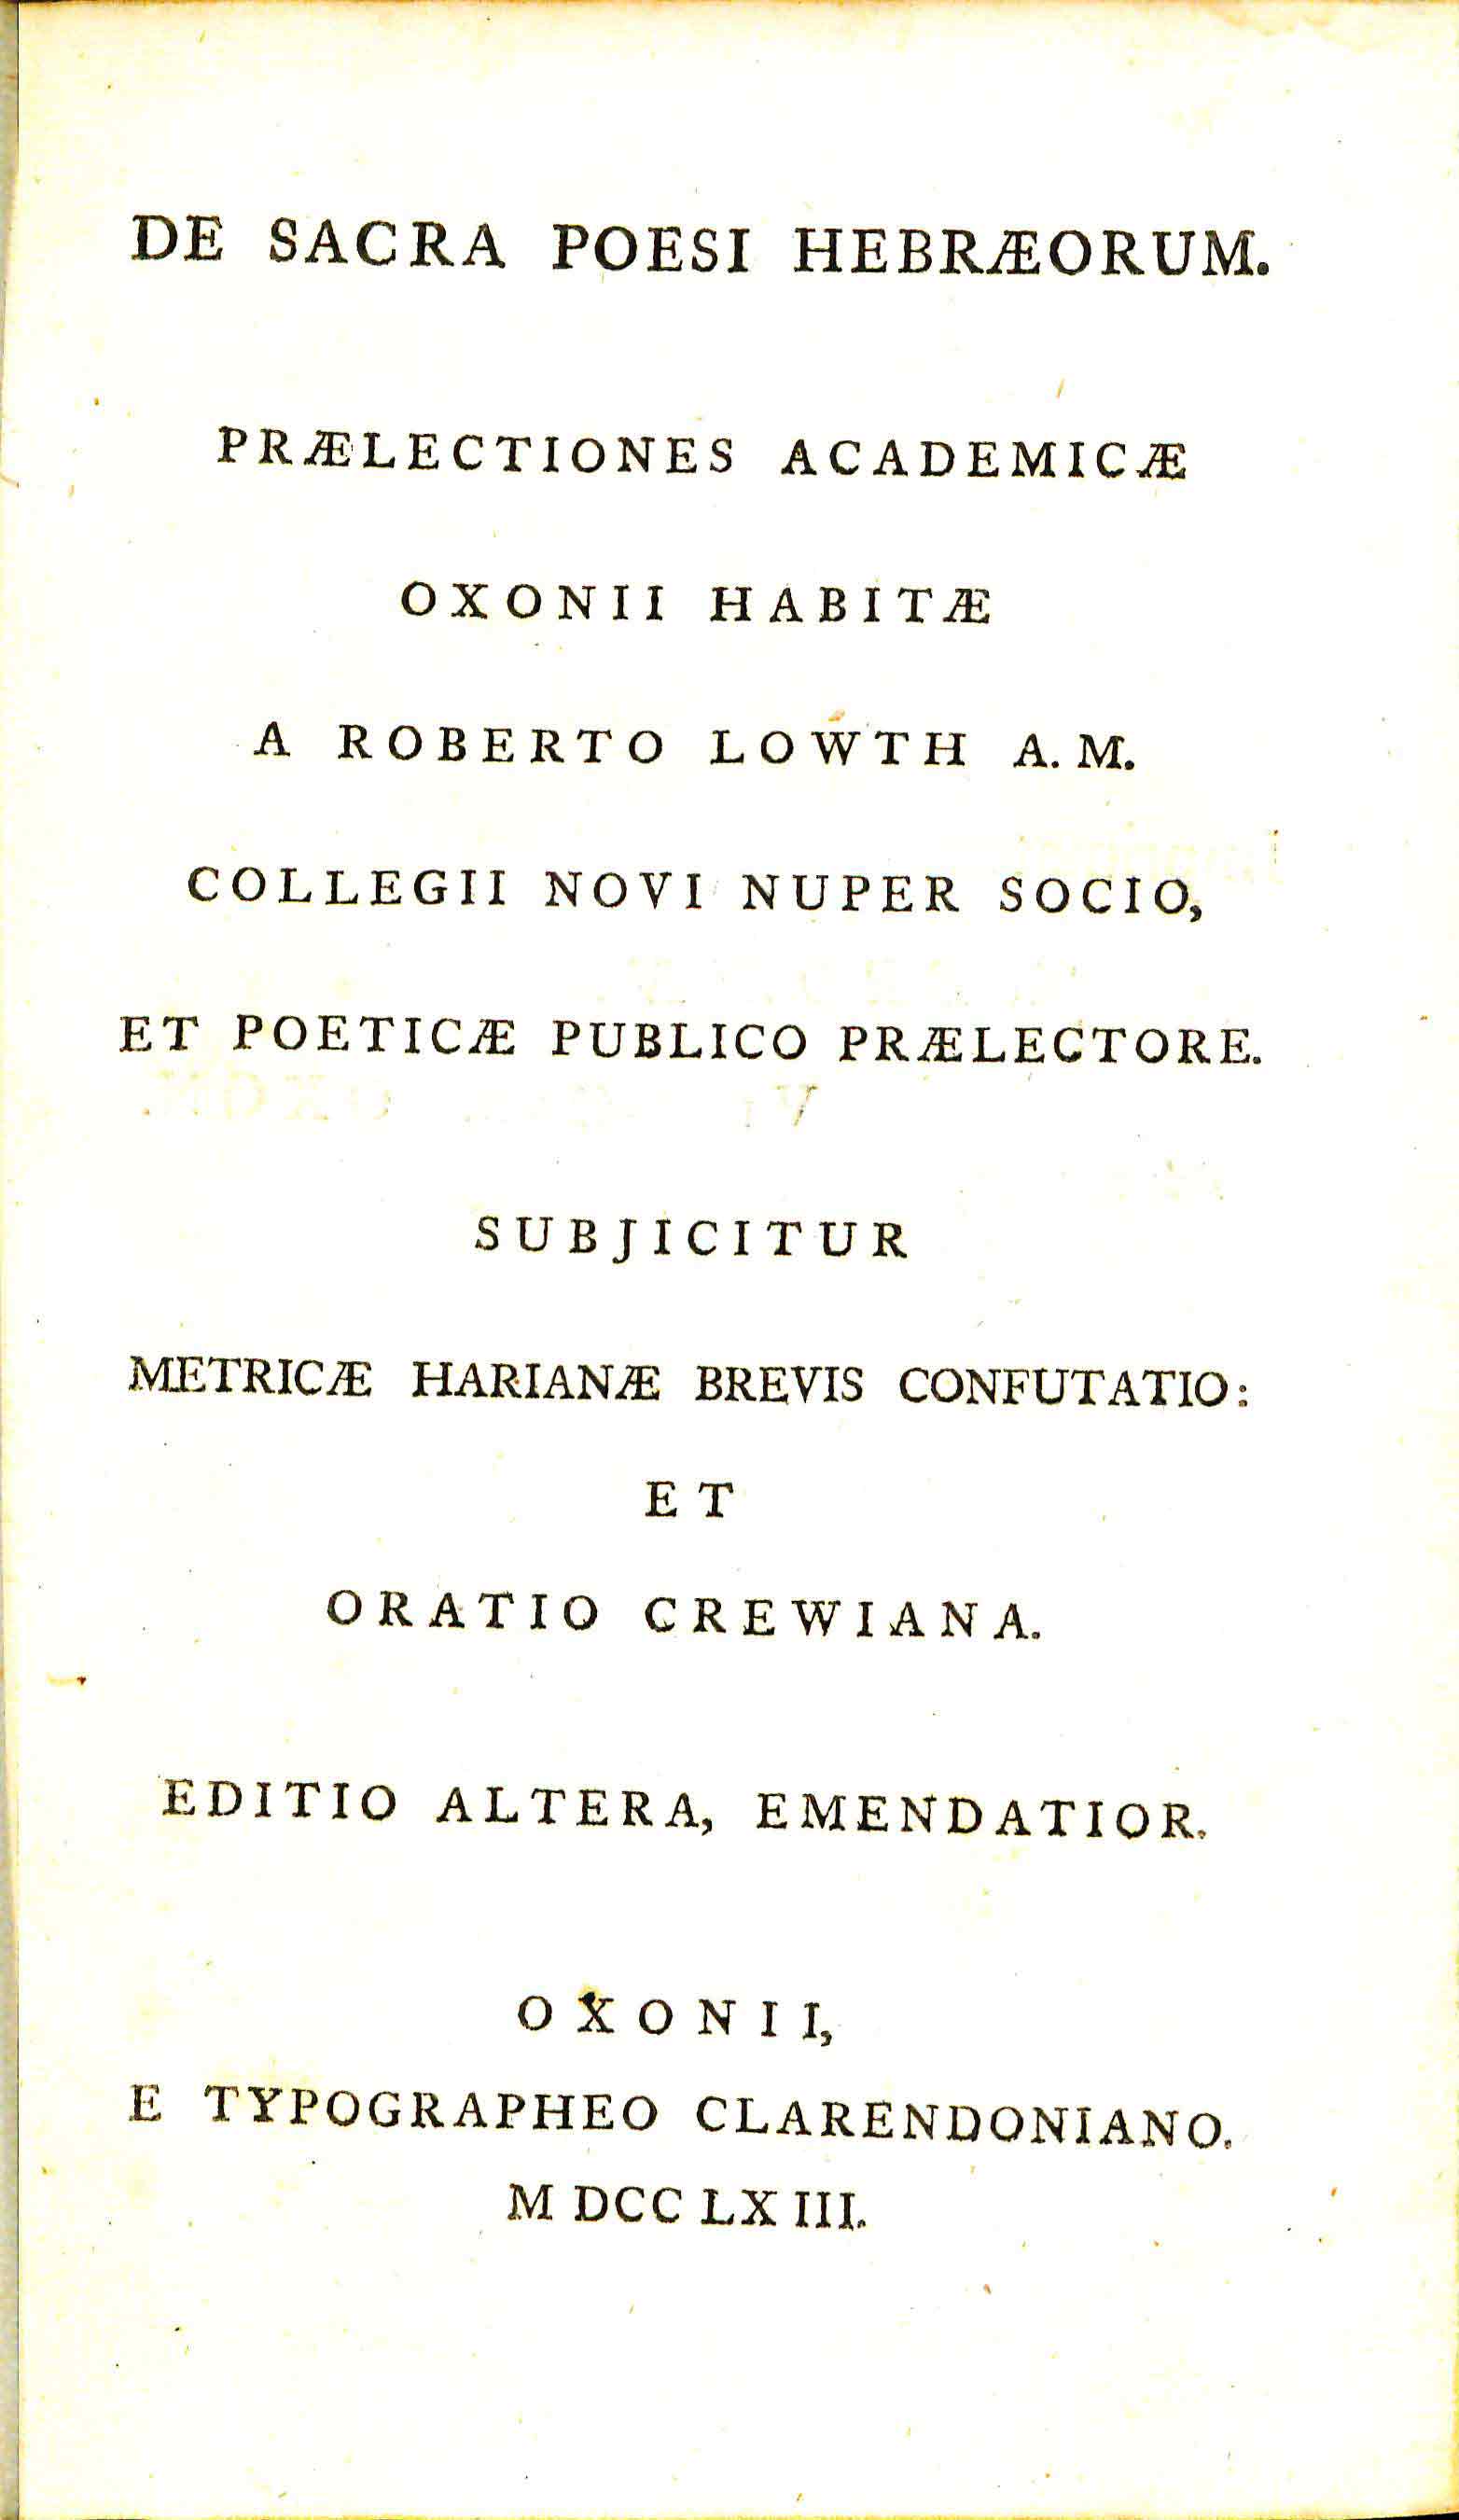 DE SACRA POESI HEBRÆORUM.
PRÆLECTIONES ACADEMICÆ
OXONII HABITÆ
A ROBERTO LOWTH A. M.
COLLEGII NOVI NUPER SOCIO,
ET POETICÆ PUBLICO PRÆLECTORE.
SUBJICITUR
METRICÆ HARIANÆ BREVIS CONFUTATIO:
ET
ORATIO CREWIANA.
EDITIO ALTERA, EMENDATIOR.
OXONII,
E TYPOGRAPHEO CLARENDONIANO.
M DCC LX III.